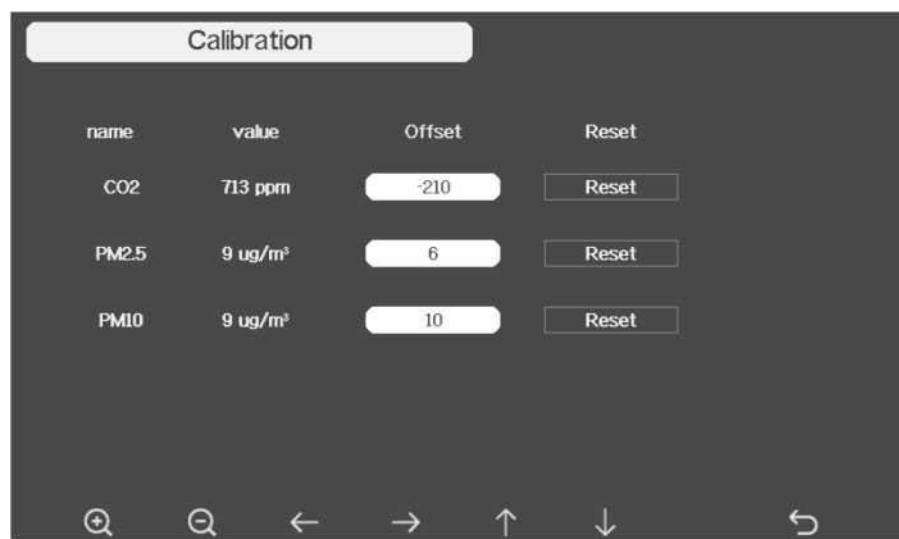 Calibration
name value Offset Reset
CO2 713 ppm -210 Reset
PM2.5 9 ug/m³ 6 Reset
PM10 9 ug/m³ 10 Reset